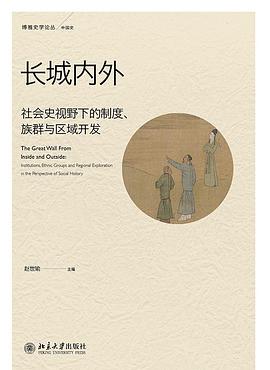 博雅史学论丛 中国史
长城内外
社会史视野下的制度、
族群与区域开发
The Great Wall From
Inside and Outside:
Institutions, Ethnic Groups and Regional Exploration
in the Perspective of Social History
赵世瑜 主编
北京大学出版社
PEKING UNIVERSITY PRESS